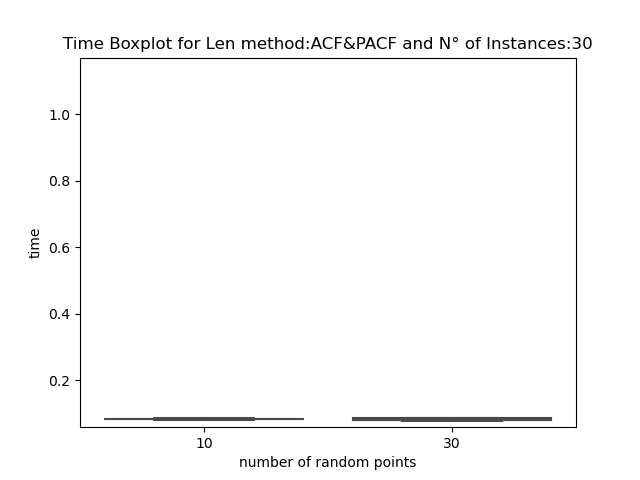 Time Boxplot for Len method:ACF&PACF and N° of Instances:30
1.0
0.8
0.6
0.4
0.2
time
10 30
number of random points